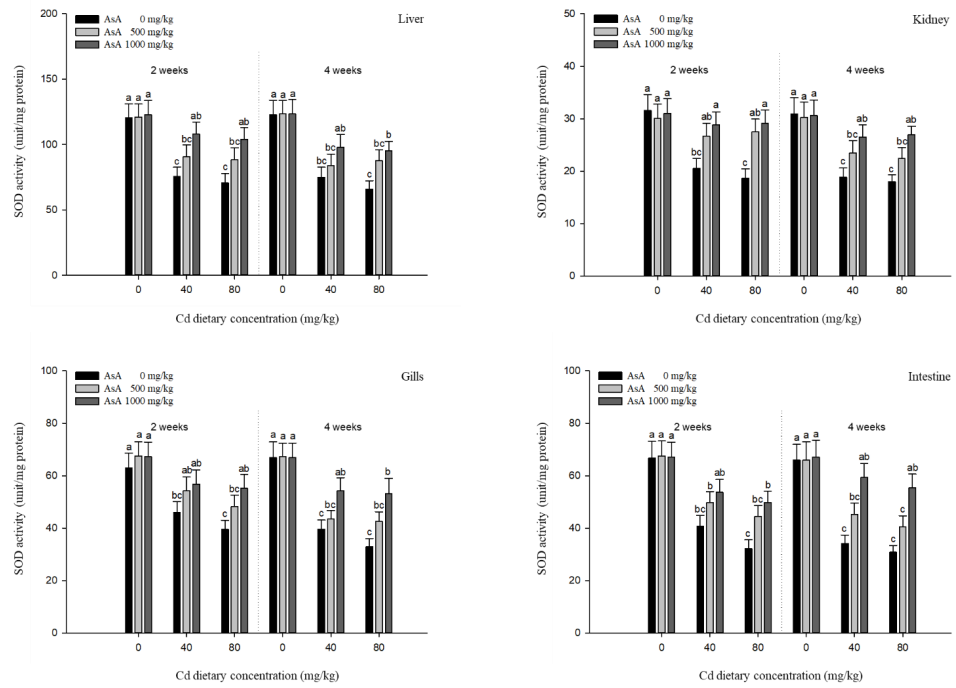 Liver
AsA 0 mg/kg
AsA 500 mg/kg
AsA 1000 mg/kg
2 weeks
4 weeks
SOD activity (unit/mg protein)
200
150
100
50
0
a a a c bc ab c bc ab a a a bc bc ab c bc b
0 40 80 0 40 80
Cd dietary concentration (mg/kg)
Kidney
AsA 0 mg/kg
AsA 500 mg/kg
AsA 1000 mg/kg
2 weeks
4 weeks
SOD activity (unit/mg protein)
50
40
30
20
10
0
a a a c ab a c ab a a a a c bc ab c bc ab
0 40 80 0 40 80
Cd dietary concentration (mg/kg)
Gills
AsA 0 mg/kg
AsA 500 mg/kg
AsA 1000 mg/kg
2 weeks
4 weeks
SOD activity (unit/mg protein)
100
80
60
40
20
0
a a a bc ab ab c bc ab a a a c bc ab c bc b
0 40 80 0 40 80
Cd dietary concentration (mg/kg)
Intestine
AsA 0 mg/kg
AsA 500 mg/kg
AsA 1000 mg/kg
2 weeks
4 weeks
SOD activity (unit/mg protein)
100
80
60
40
20
0
a a a bc b ab c bc b a a a c bc ab c c ab
0 40 80 0 40 80
Cd dietary concentration (mg/kg)